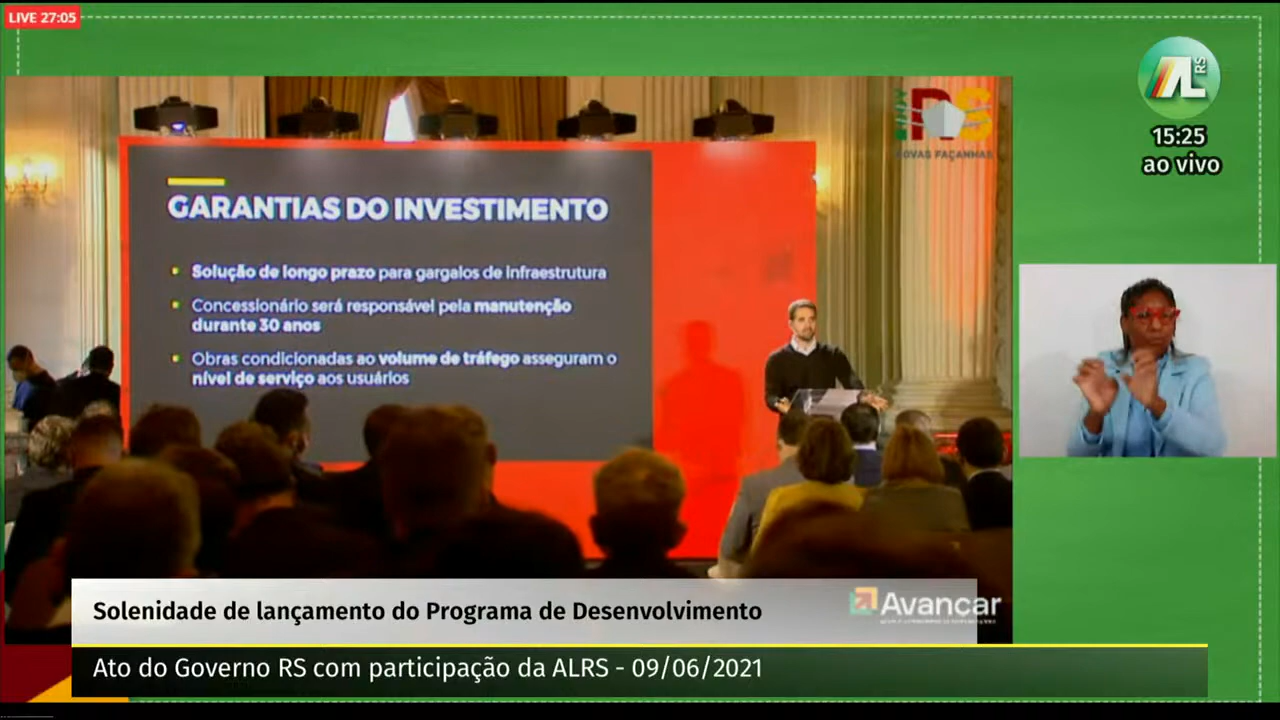 LIVE 27:05
RS
NOVAS FAÇANHAS
AL RS
15:25
ao vivo
GARANTIAS DO INVESTIMENTO
Solução de longo prazo para gargalos de infraestrutura
Concessionário será responsável pela manutenção
durante 30 anos
Obras condicionadas ao volume de tráfego asseguram o
nível de serviço aos usuários
Solenidade de lançamento do Programa de Desenvolvimento
Avançar
Ato do Governo RS com participação da ALRS - 09/06/2021